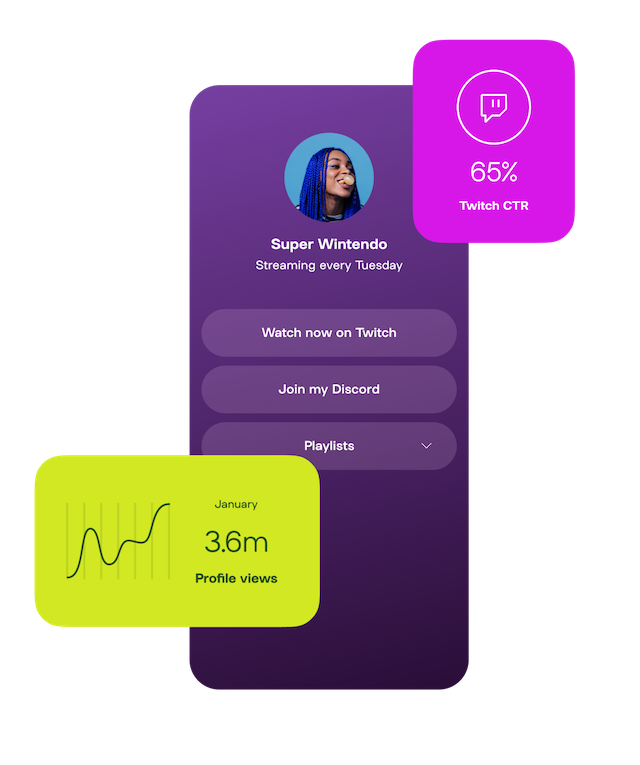 65%
Twitch CTR
Super Wintendo
Streaming every Tuesday
Watch now on Twitch
Join my Discord
Playlists
January
3.6m
Profile views